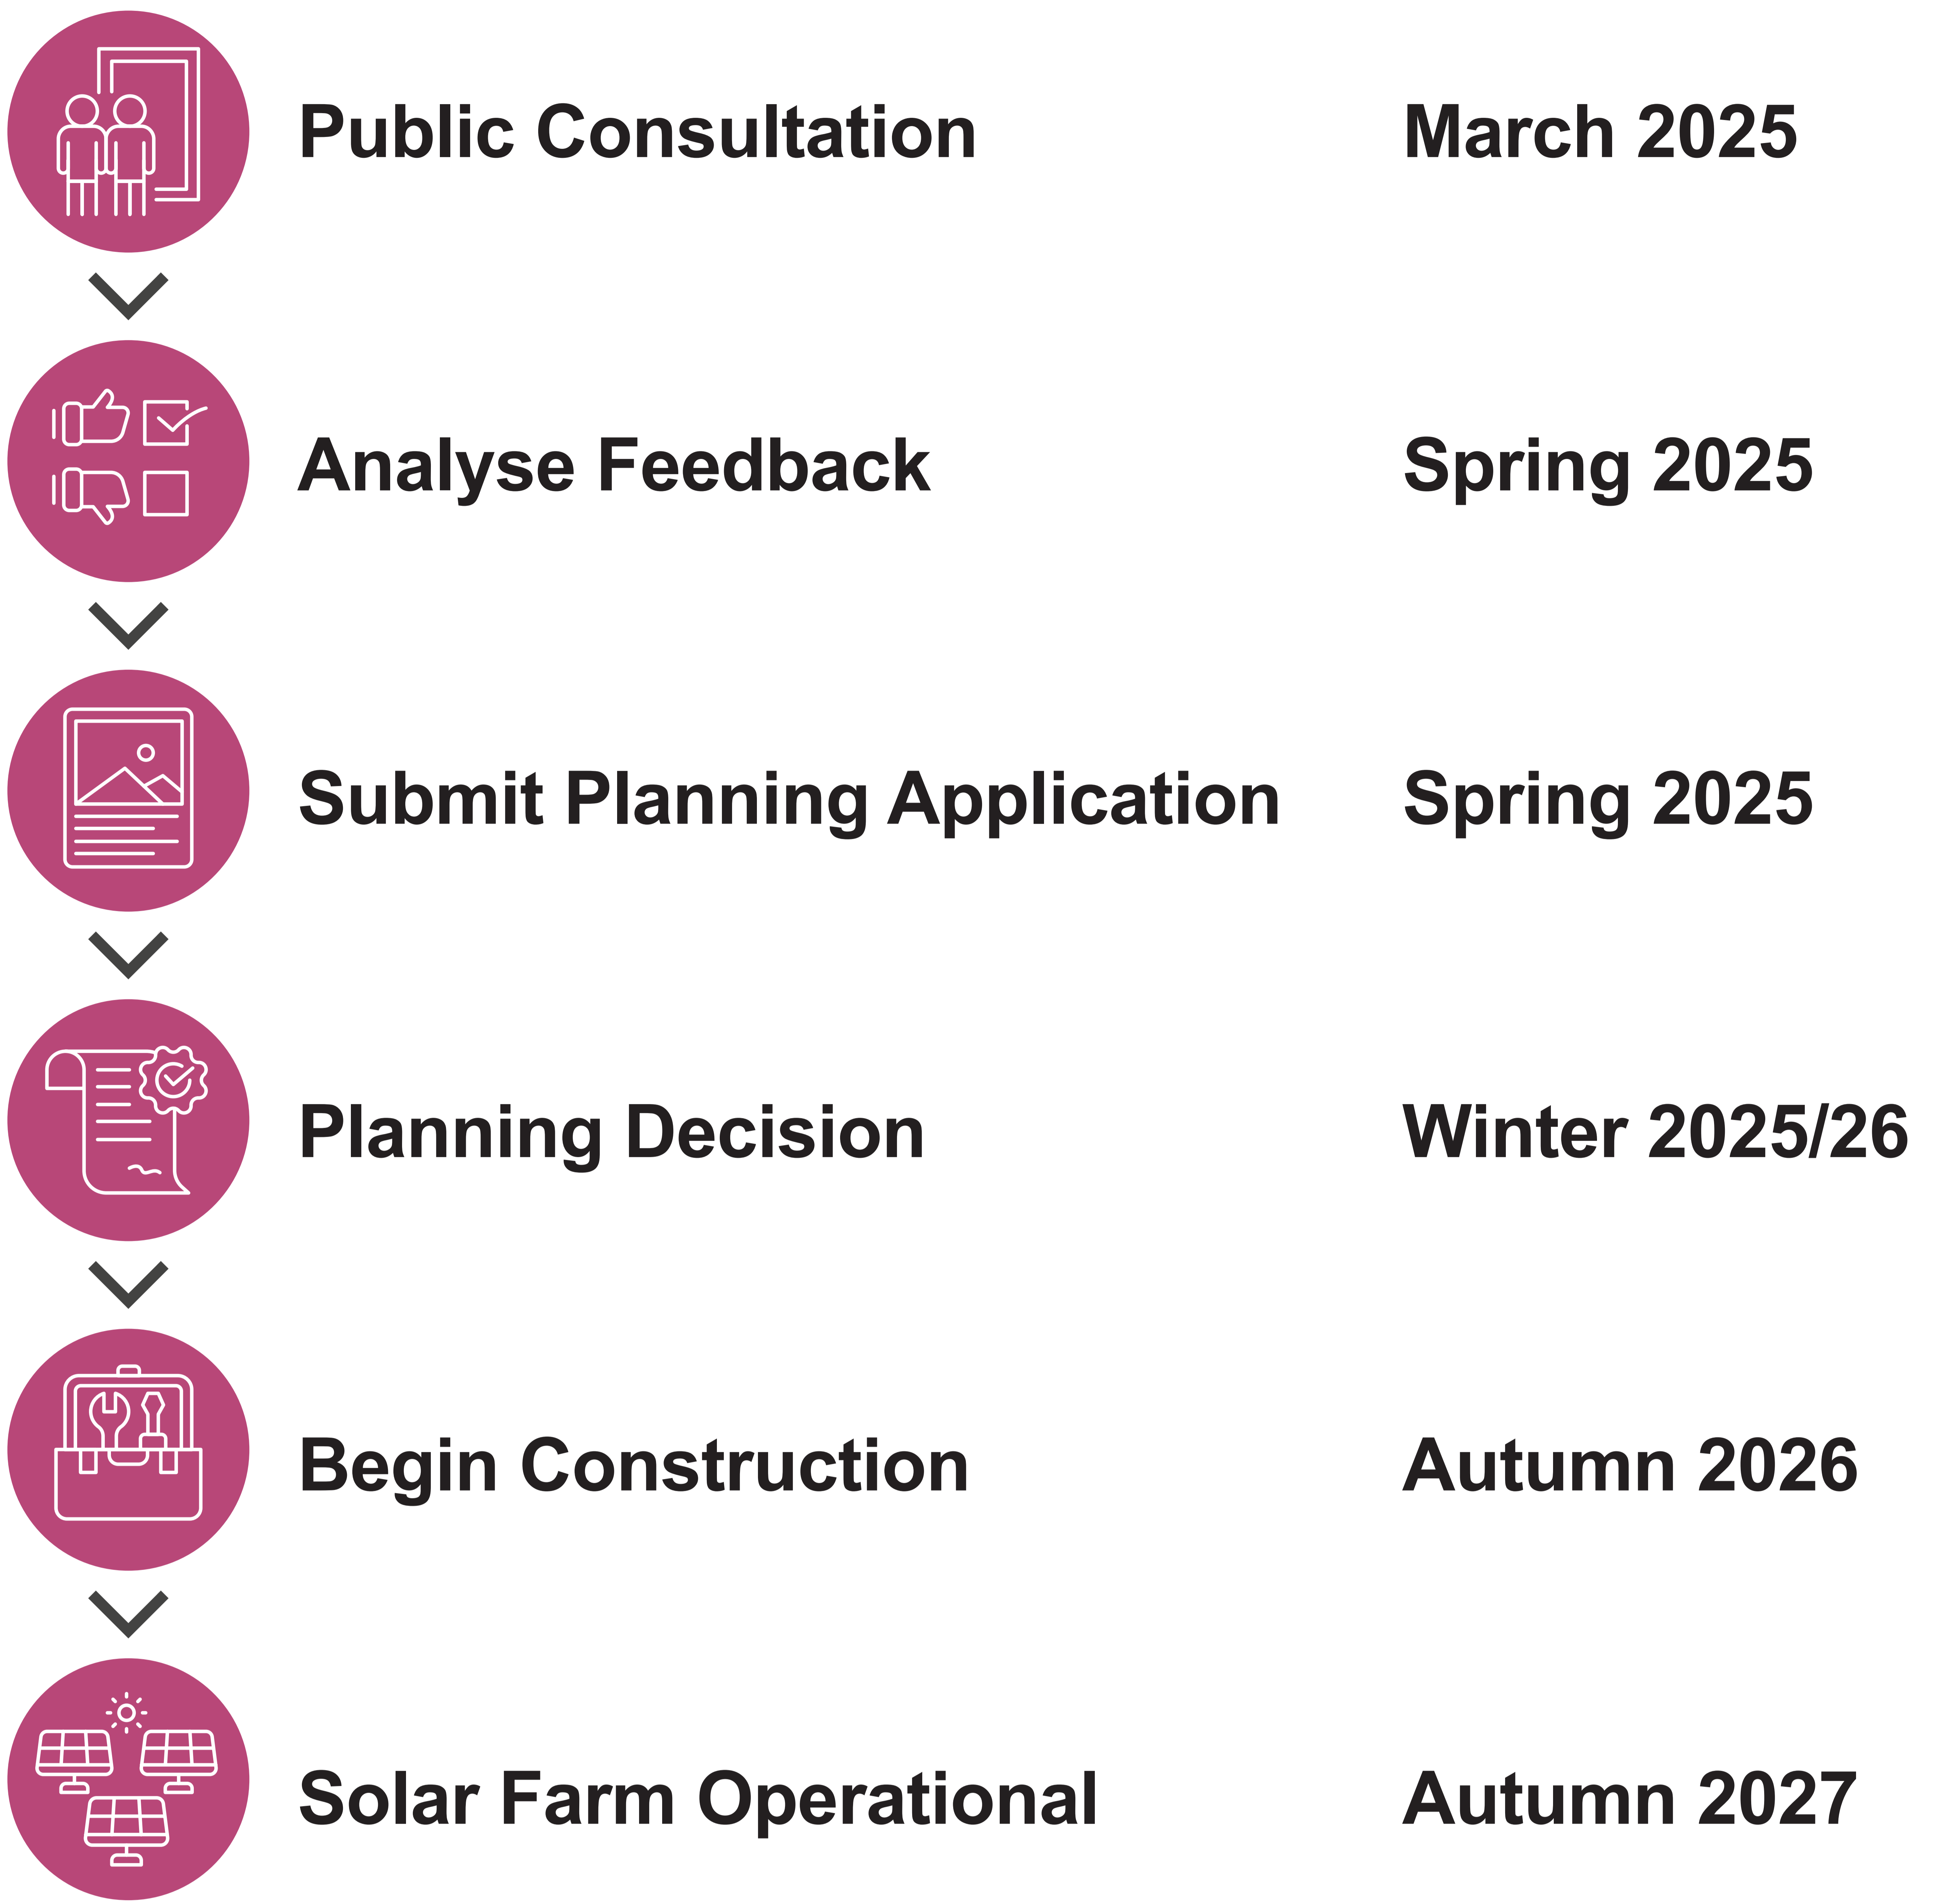 Public Consultation March 2025
Analyse Feedback Spring 2025
Submit Planning Application Spring 2025
Planning Decision Winter 2025/26
Begin Construction Autumn 2026
Solar Farm Operational Autumn 2027